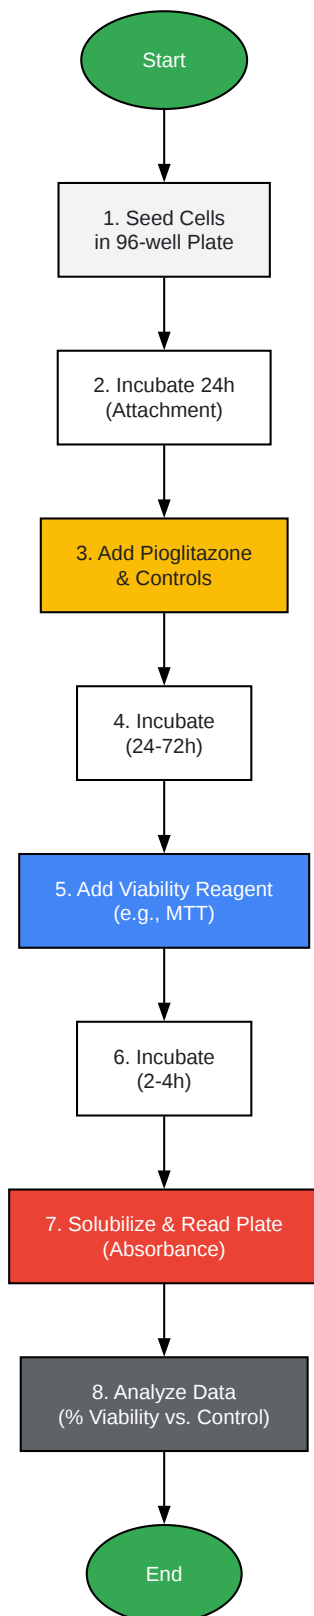 Start
1. Seed Cells
in 96-well Plate
2. Incubate 24h
(Attachment)
3. Add Pioglitazone
& Controls
4. Incubate
(24-72h)
5. Add Viability Reagent
(e.g., MTT)
6. Incubate
(2-4h)
7. Solubilize & Read Plate
(Absorbance)
8. Analyze Data
(% Viability vs. Control)
End